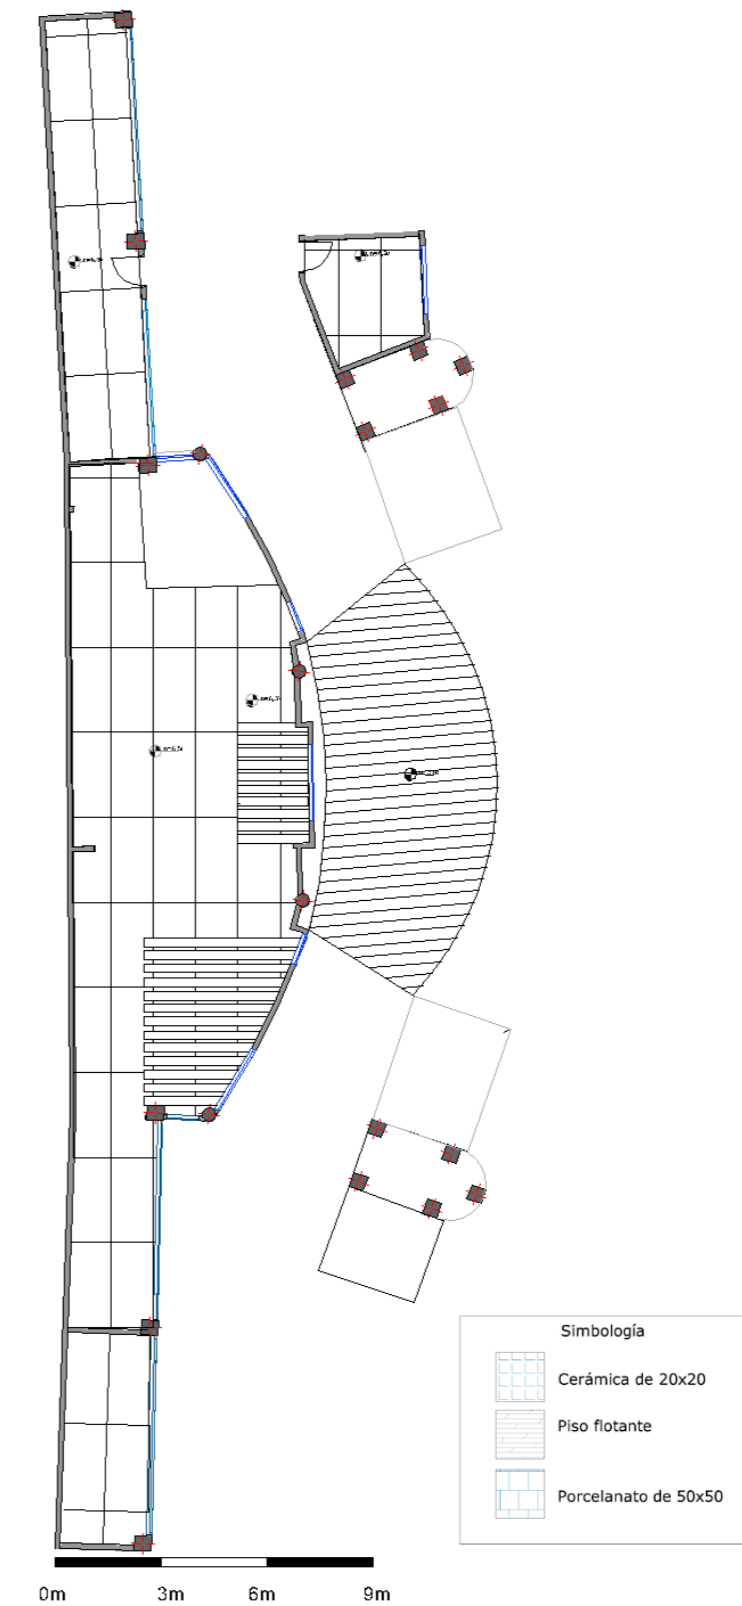 Simbología
Cerámica de 20x20
Piso flotante
Porcelanato de 50x50
0m 3m 6m 9m